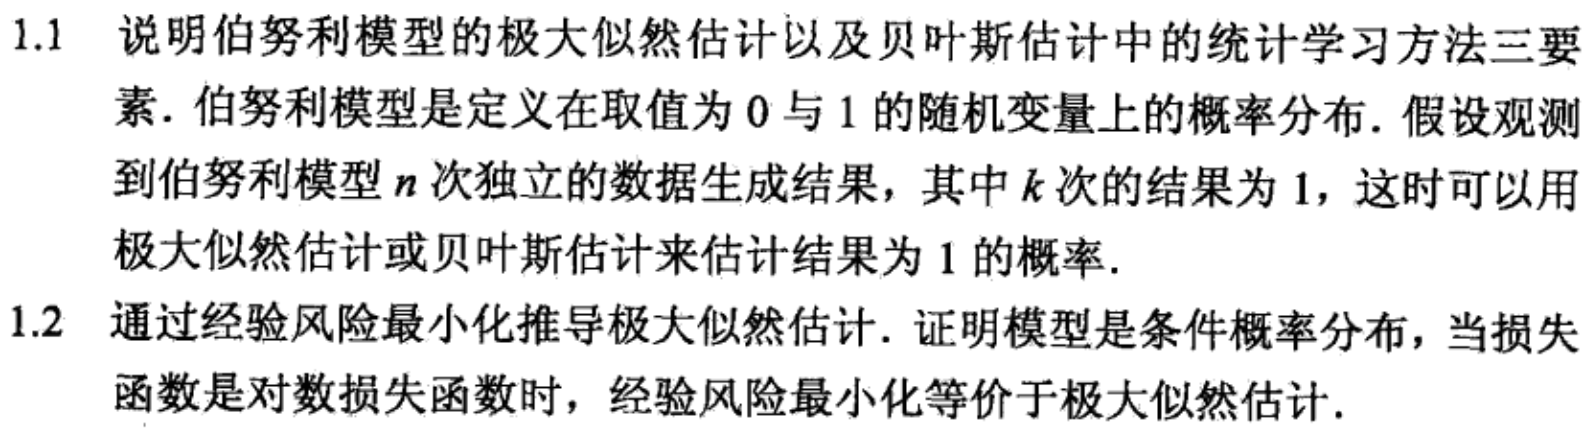 1.1 说明伯努利模型的极大似然估计以及贝叶斯估计中的统计学习方法三要
素. 伯努利模型是定义在取值为 0 与 1 的随机变量上的概率分布. 假设观测
到伯努利模型 n 次独立的数据生成结果，其中 k 次的结果为 1，这时可以用
极大似然估计或贝叶斯估计来估计结果为 1 的概率.
1.2 通过经验风险最小化推导极大似然估计. 证明模型是条件概率分布，当损失
函数是对数损失函数时，经验风险最小化等价于极大似然估计.